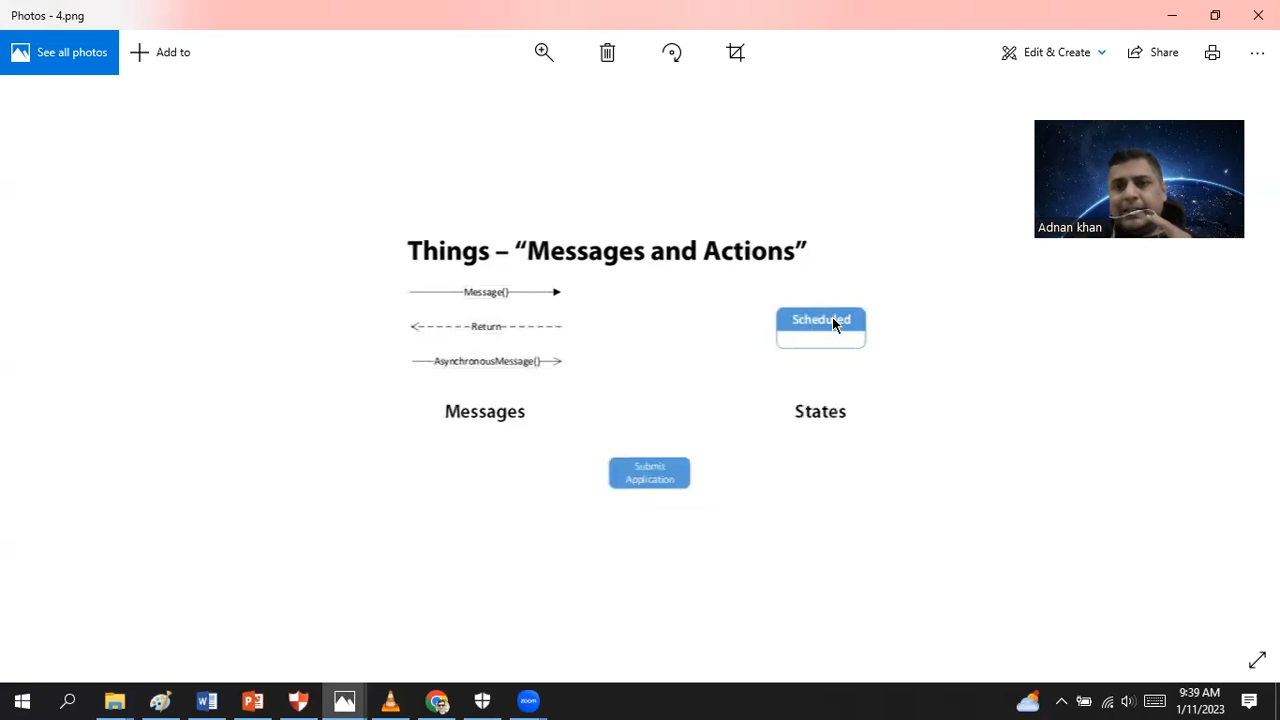 Photos - 4.png
See all photos
Add to
Edit & Create
Share
Adnan khan
Things – “Messages and Actions”
Message()
Return
AsynchronousMessage()
Scheduled
Messages
States
Submit
Application
zoom
9:39 AM
1/11/2023